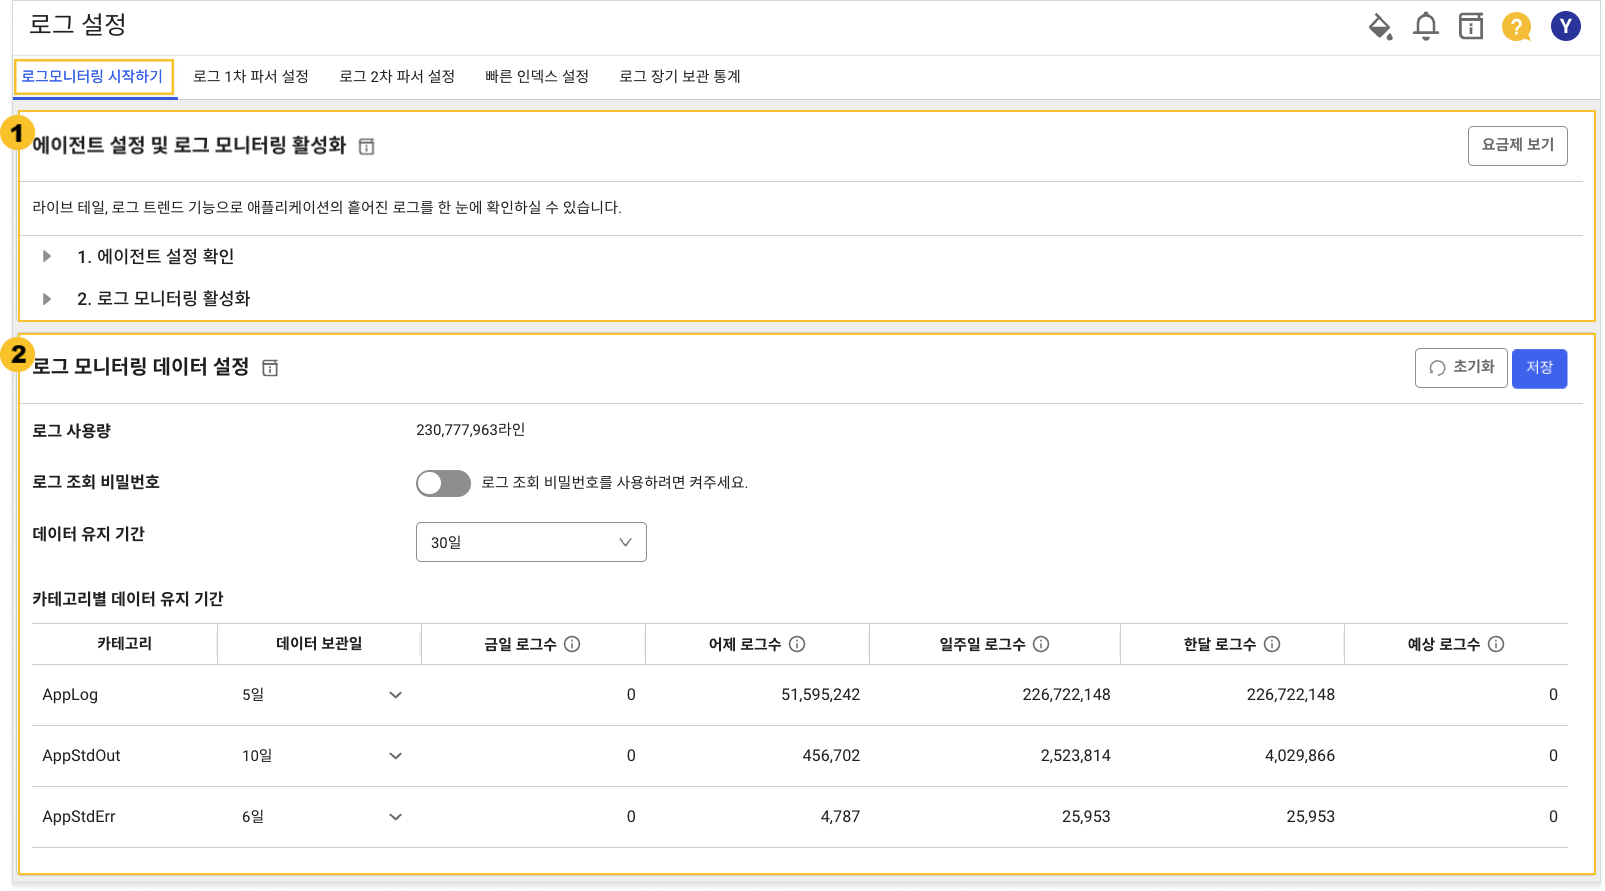 로그 설정
?
Y
로그모니터링 시작하기
로그 1차 파서 설정
로그 2차 파서 설정
빠른 인덱스 설정
로그 장기 보관 통계
1
에이전트 설정 및 로그 모니터링 활성화
요금제 보기
라이브 테일, 로그 트렌드 기능으로 애플리케이션의 흩어진 로그를 한 눈에 확인하실 수 있습니다.
1. 에이전트 설정 확인
2. 로그 모니터링 활성화
2
로그 모니터링 데이터 설정
초기화
저장
로그 사용량 230,777,963라인
로그 조회 비밀번호 로그 조회 비밀번호를 사용하려면 켜주세요.
데이터 유지 기간 30일
카테고리별 데이터 유지 기간
카테고리 데이터 보관일 금일 로그수 어제 로그수 일주일 로그수 한달 로그수 예상 로그수
AppLog 5일 0 51,595,242 226,722,148 226,722,148 0
AppStdOut 10일 0 456,702 2,523,814 4,029,866 0
AppStdErr 6일 0 4,787 25,953 25,953 0